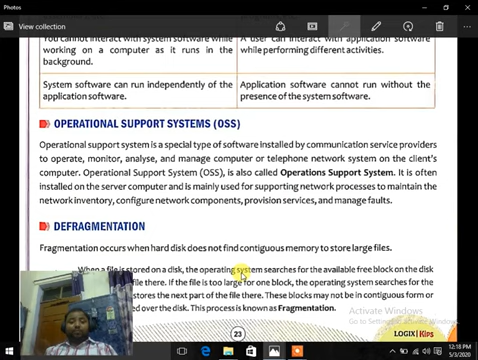 Photos
View collection
You cannot interact with system software while
working on a computer as it runs in the
background.
A user can interact with application software
while performing different activities.
System software can run independently of the
application software.
Application software cannot run without the
presence of the system software.
OPERATIONAL SUPPORT SYSTEMS (OSS)
Operational support system is a special type of software installed by communication service providers
to operate, monitor, analyse, and manage computer or telephone network system on the client's
computer. Operational Support System (OSS), is also called Operations Support System. It is often
installed on the server computer and is mainly used for supporting network processes to maintain the
network inventory, configure network components, provision services, and manage faults.
DEFRAGMENTATION
Fragmentation occurs when hard disk does not find contiguous memory to store large files.
When a file is stored on a disk, the operating system searches for the available free block on the disk
file there. If the file is too large for one block, the operating system searches for the
stores the next part of the file there. These blocks may not be in contiguous form or
ed over the disk. This process is known as Fragmentation.
Activate Windows
Go to Settings to activate Windows.
23
LOGIX Kips
12:18 PM
5/3/2020